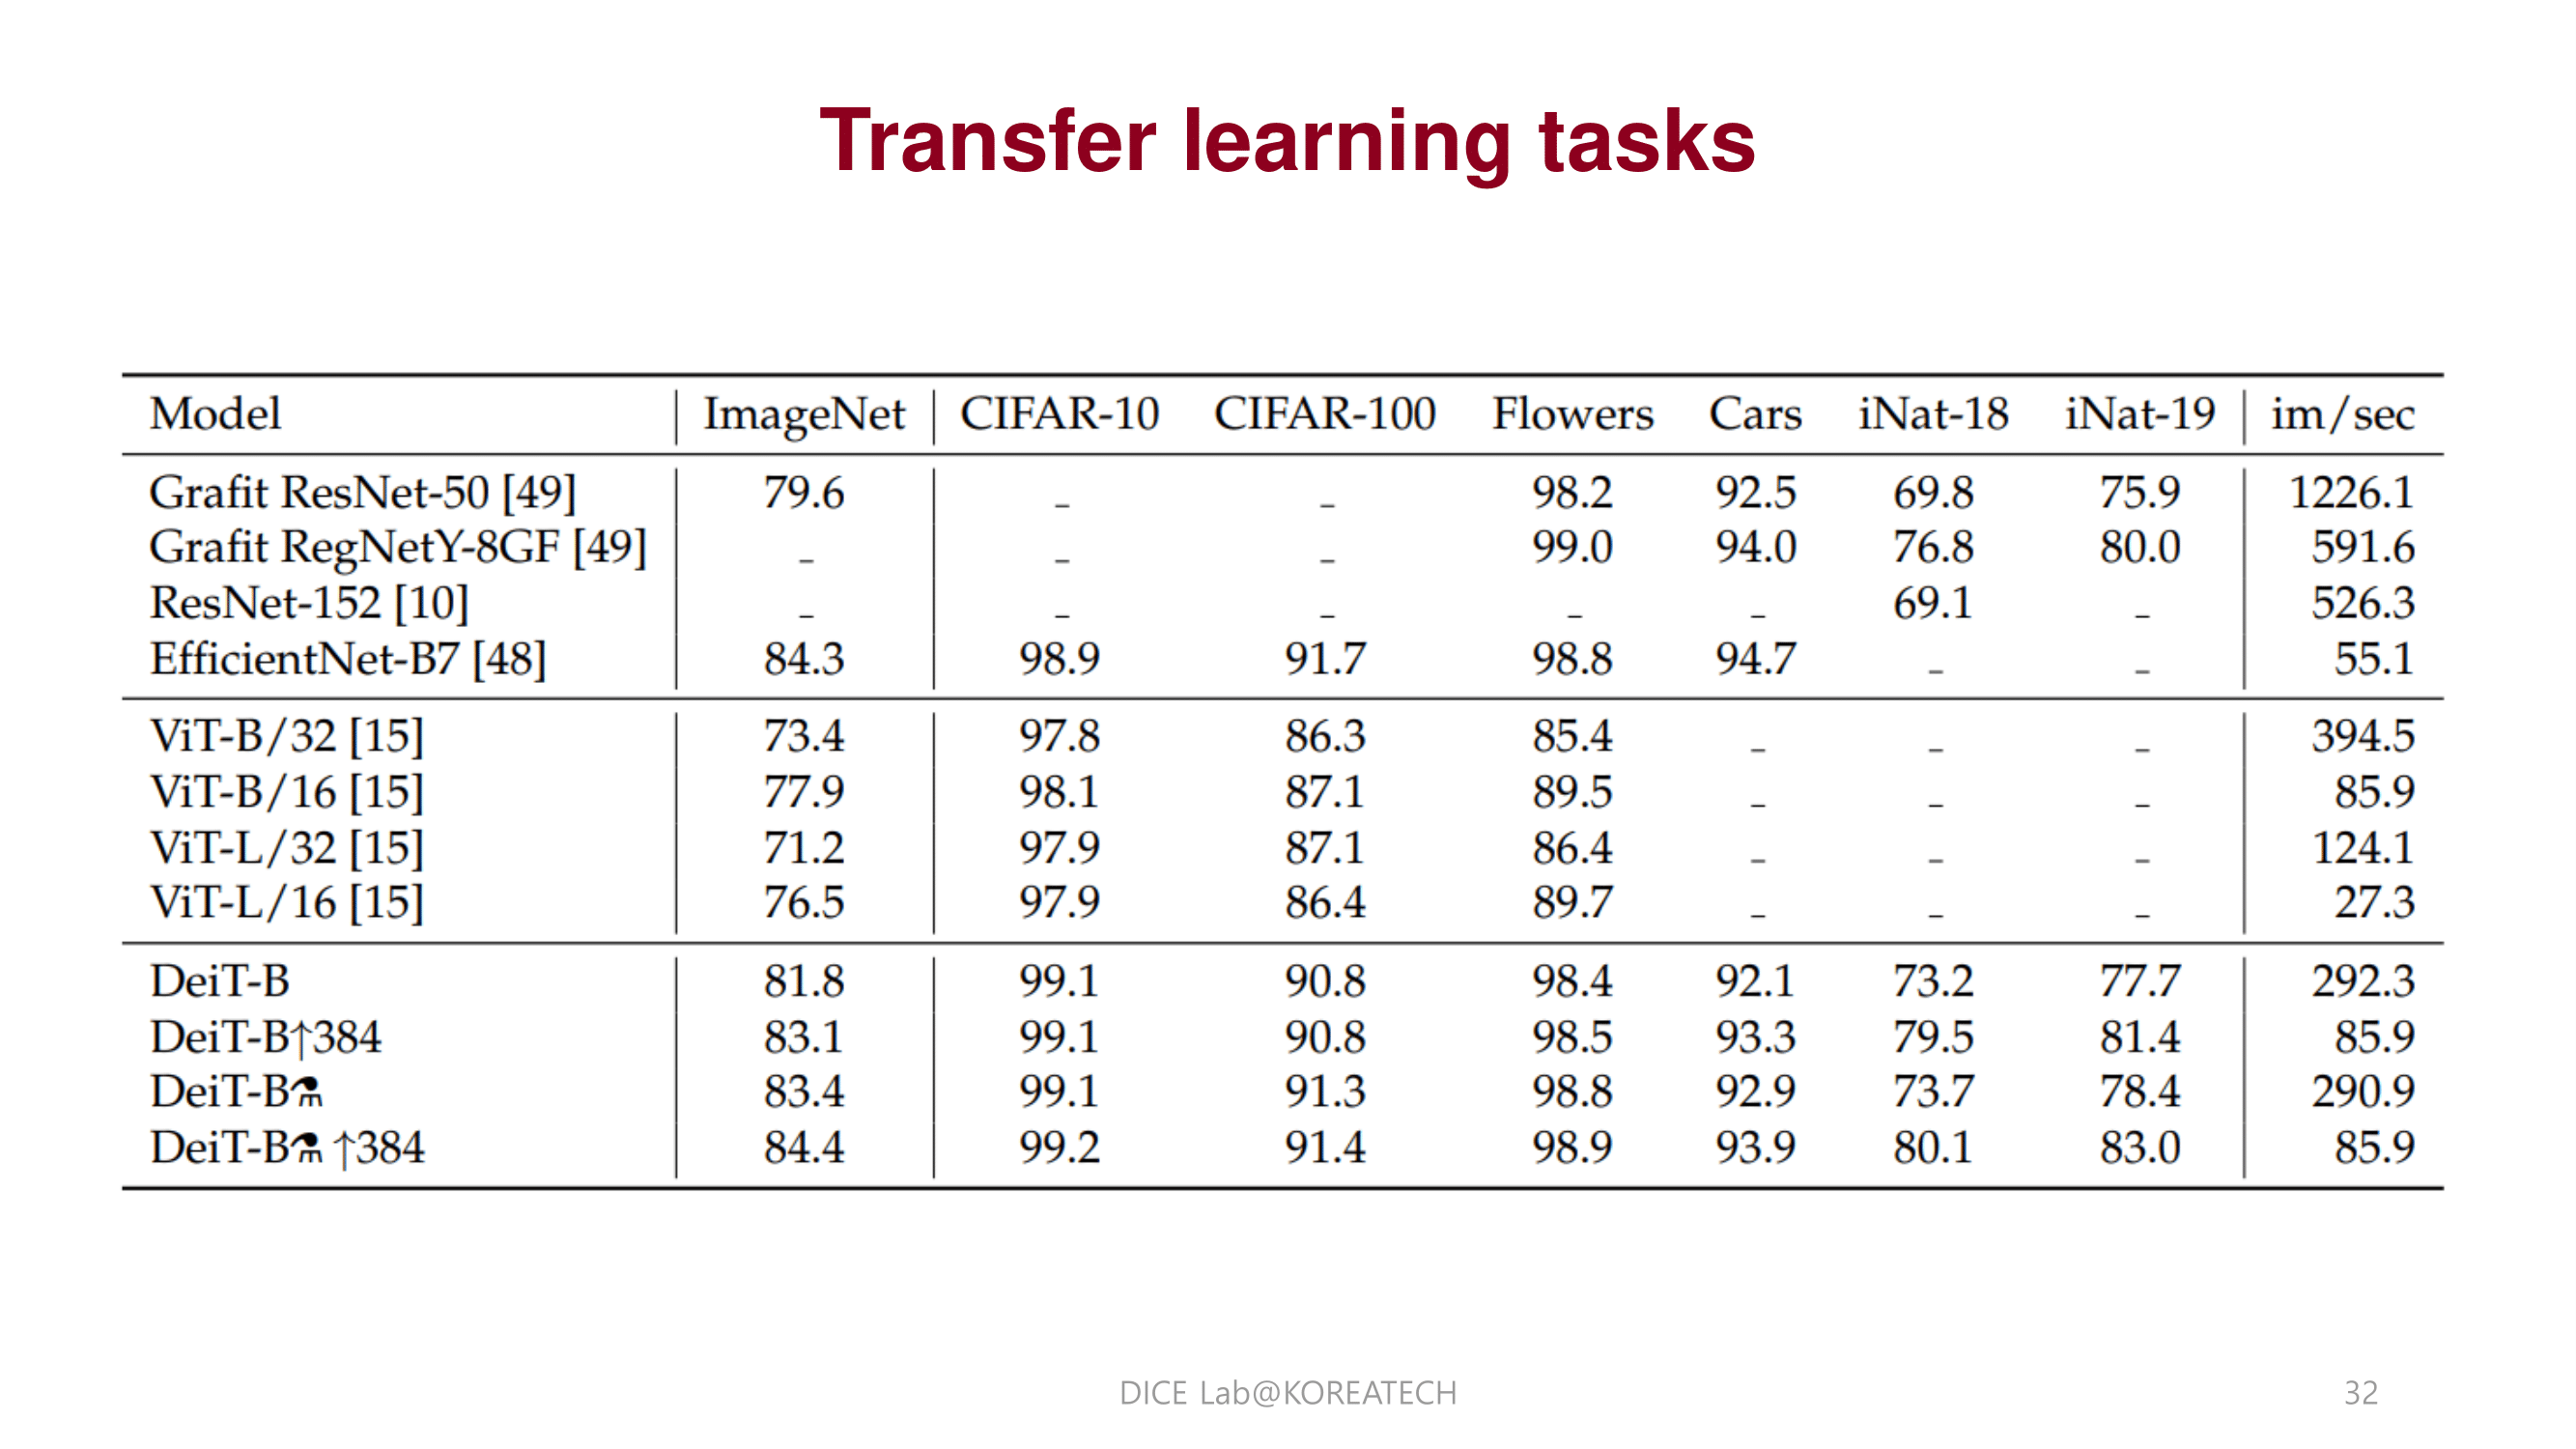 Transfer learning tasks
Model ImageNet CIFAR-10 CIFAR-100 Flowers Cars iNat-18 iNat-19 im/sec
Grafit ResNet-50 [49] 79.6 - - 98.2 92.5 69.8 75.9 1226.1
Grafit RegNetY-8GF [49] - - - 99.0 94.0 76.8 80.0 591.6
ResNet-152 [10] - - - - - 69.1 - 526.3
EfficientNet-B7 [48] 84.3 98.9 91.7 98.8 94.7 - - 55.1
ViT-B/32 [15] 73.4 97.8 86.3 85.4 - - - 394.5
ViT-B/16 [15] 77.9 98.1 87.1 89.5 - - - 85.9
ViT-L/32 [15] 71.2 97.9 87.1 86.4 - - - 124.1
ViT-L/16 [15] 76.5 97.9 86.4 89.7 - - - 27.3
DeiT-B 81.8 99.1 90.8 98.4 92.1 73.2 77.7 292.3
DeiT-B↑384 83.1 99.1 90.8 98.5 93.3 79.5 81.4 85.9
DeiT-B⚗ 83.4 99.1 91.3 98.8 92.9 73.7 78.4 290.9
DeiT-B⚗ ↑384 84.4 99.2 91.4 98.9 93.9 80.1 83.0 85.9
DICE Lab@KOREATECH 32